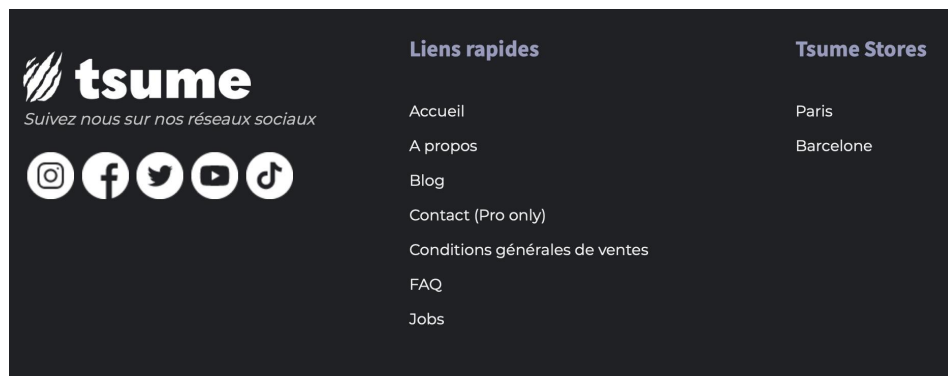 tsume
Suivez nous sur nos réseaux sociaux
Liens rapides
Accueil
A propos
Blog
Contact (Pro only)
Conditions générales de ventes
FAQ
Jobs
Tsume Stores
Paris
Barcelone